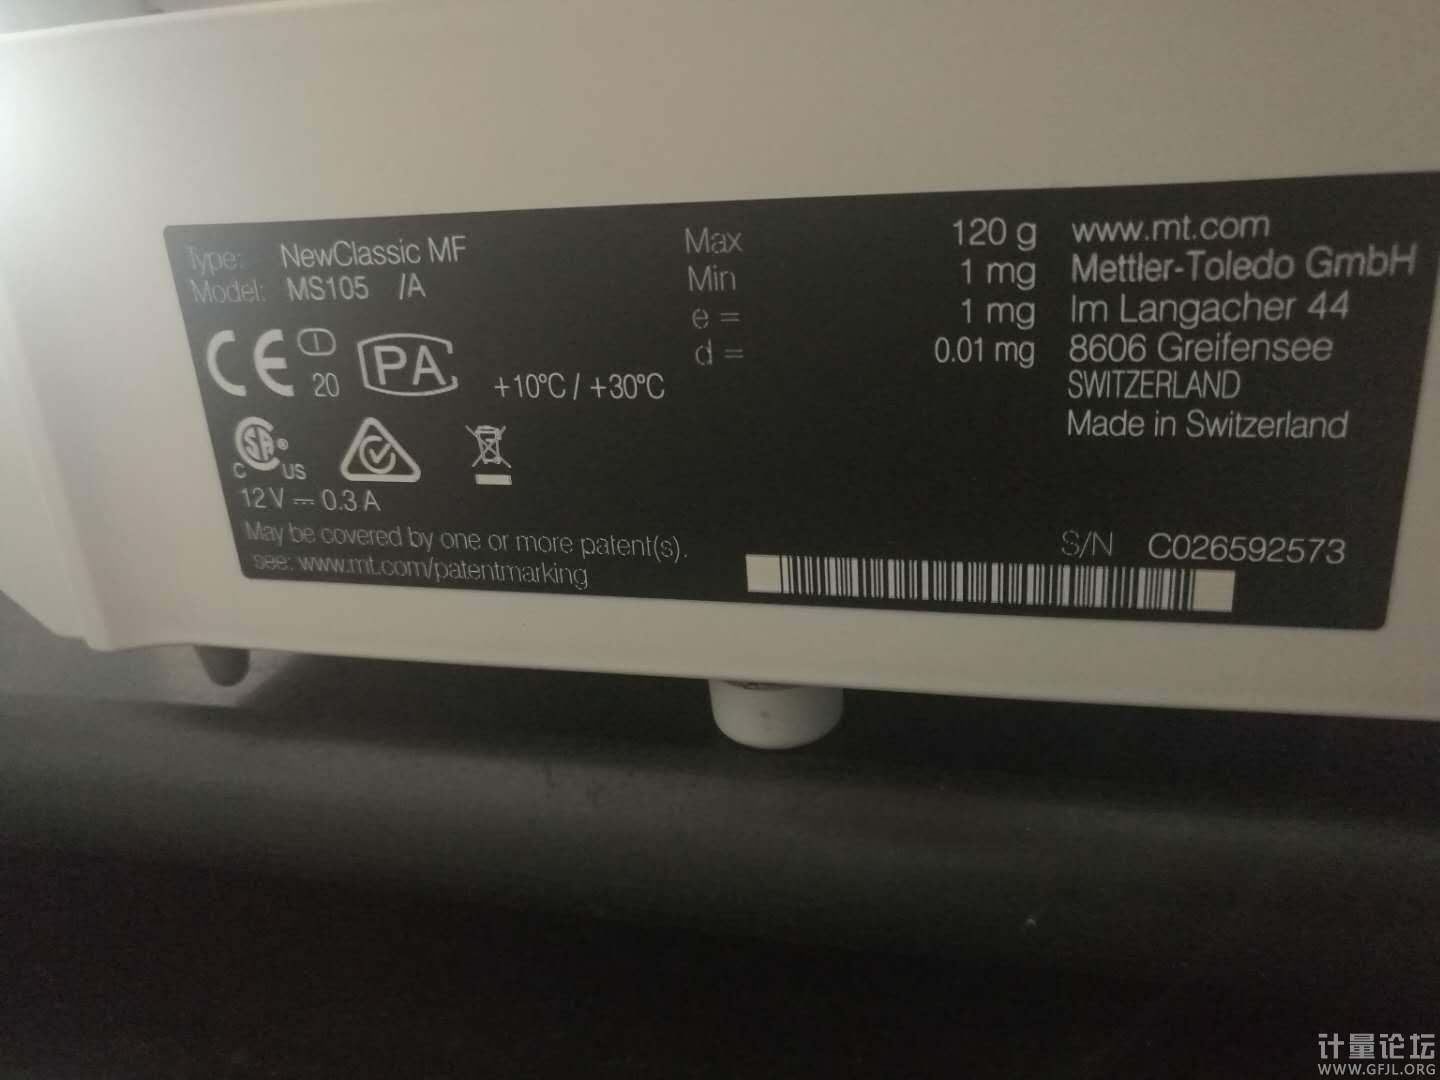 Type: NewClassic MF
Model: MS105 /A
CE
I
20
PA
+10°C / +30°C
C SA® US
12 V ⎓ 0.3 A
May be covered by one or more patent(s).
see: www.mt.com/patentmarking
Max 120 g
Min 1 mg
e = 1 mg
d = 0.01 mg
www.mt.com
Mettler-Toledo GmbH
Im Langacher 44
8606 Greifensee
SWITZERLAND
Made in Switzerland
S/N C026592573
计量论坛
WWW.GFJL.ORG